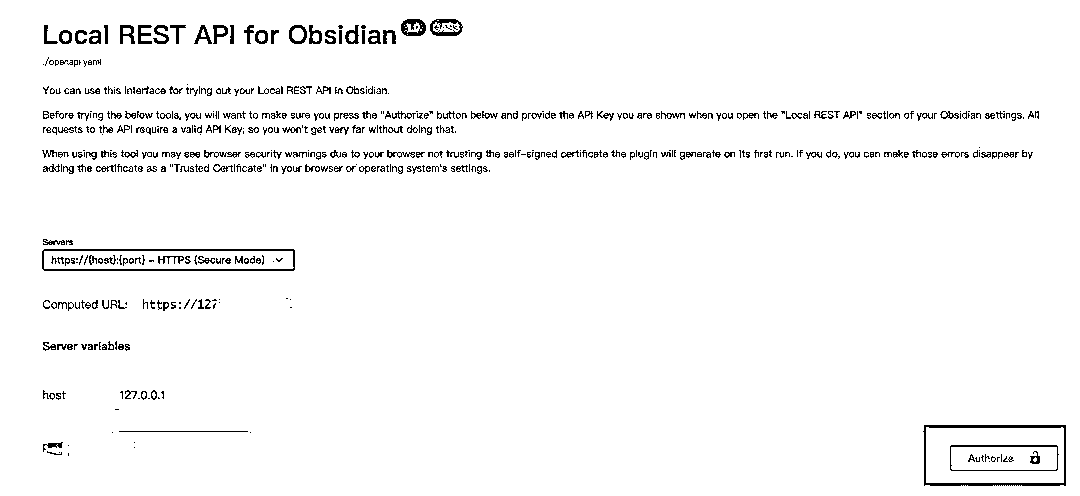 Local REST API for Obsidian 1.0 OAS3
./openapi.yaml
You can use this interface for trying out your Local REST API in Obsidian.
Before trying the below tools, you will want to make sure you press the "Authorize" button below and provide the API Key you are shown when you open the "Local REST API" section of your Obsidian settings. All
requests to the API require a valid API Key; so you won't get very far without doing that.
When using this tool you may see browser security warnings due to your browser not trusting the self-signed certificate the plugin will generate on its first run. If you do, you can make those errors disappear by
adding the certificate as a "Trusted Certificate" in your browser or operating system's settings.
Servers
https://{host}:{port} - HTTPS (Secure Mode)
Computed URL: https://127
Server variables
host 127.0.0.1
Authorize